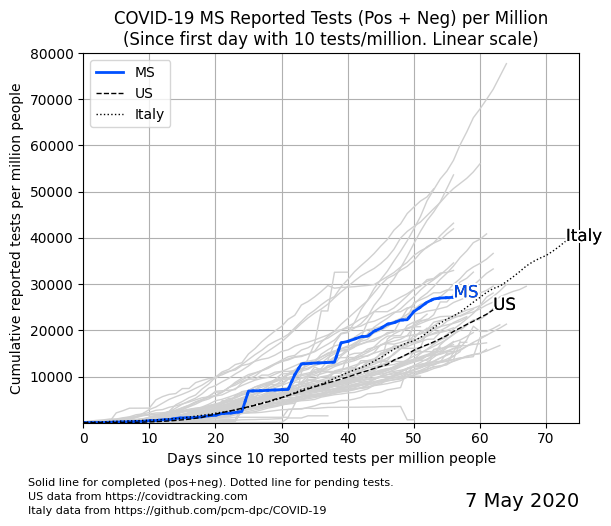 COVID-19 MS Reported Tests (Pos + Neg) per Million
(Since first day with 10 tests/million. Linear scale)
Cumulative reported tests per million people
80000
70000
60000
50000
40000
30000
20000
10000
MS
US
Italy
Italy
MS
US
0 10 20 30 40 50 60 70
Days since 10 reported tests per million people
Solid line for completed (pos+neg). Dotted line for pending tests.
US data from https://covidtracking.com
Italy data from https://github.com/pcm-dpc/COVID-19
7 May 2020